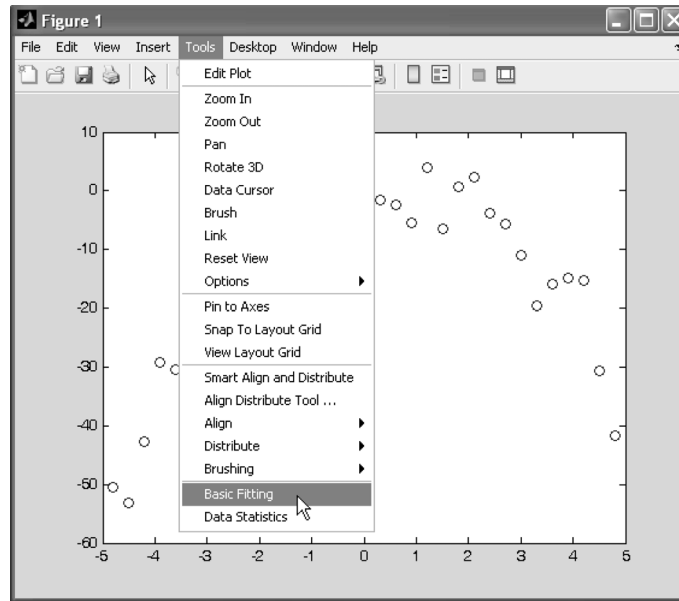 Figure 1
File Edit View Insert Tools Desktop Window Help
Edit Plot
Zoom In
Zoom Out
Pan
Rotate 3D
Data Cursor
Brush
Link
Reset View
Options
Pin to Axes
Snap To Layout Grid
View Layout Grid
Smart Align and Distribute
Align Distribute Tool ...
Align
Distribute
Brushing
Basic Fitting
Data Statistics
10
0
-10
-20
-30
-40
-50
-60
-5 -4 -3 -2 -1 0 1 2 3 4 5